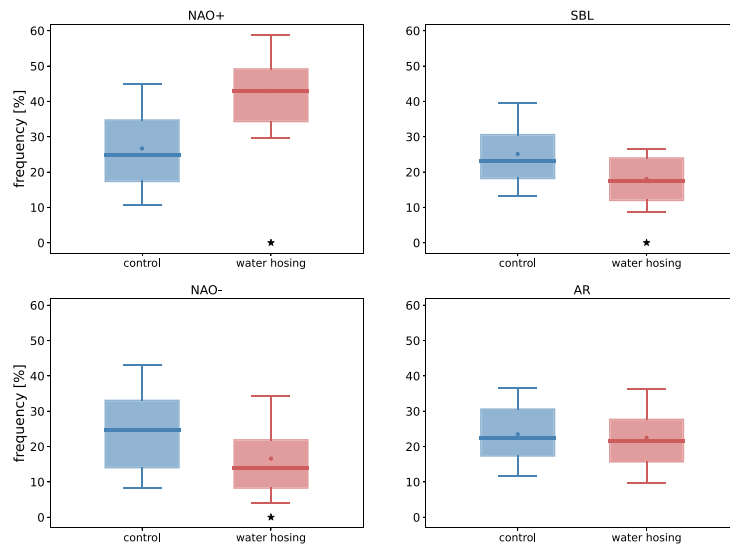 NAO+
SBL
frequency [%]
60
50
40
30
20
10
0
control
water hosing
60
50
40
30
20
10
0
control
water hosing
NAO-
AR
frequency [%]
60
50
40
30
20
10
0
control
water hosing
60
50
40
30
20
10
0
control
water hosing